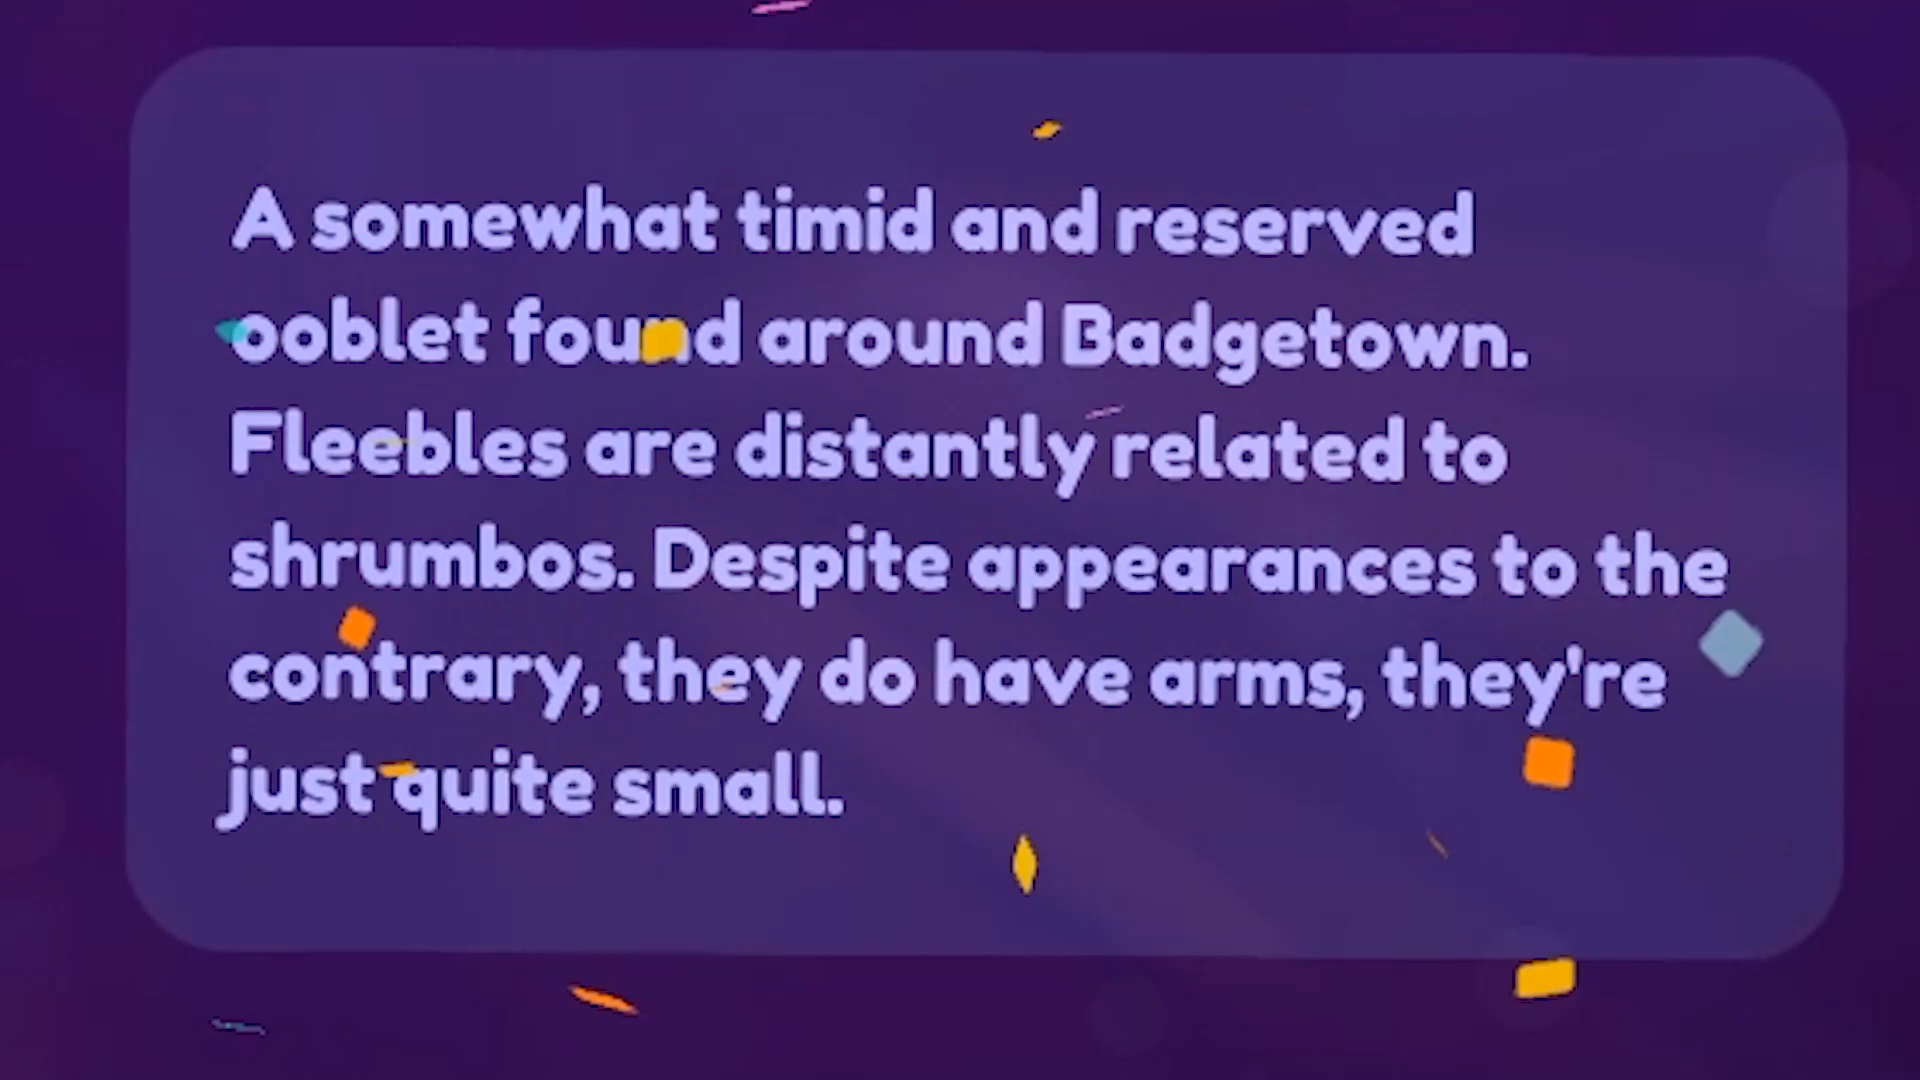 A somewhat timid and reserved
ooblet found around Badgetown.
Fleebles are distantly related to
shrumbos. Despite appearances to the
contrary, they do have arms, they're
just quite small.